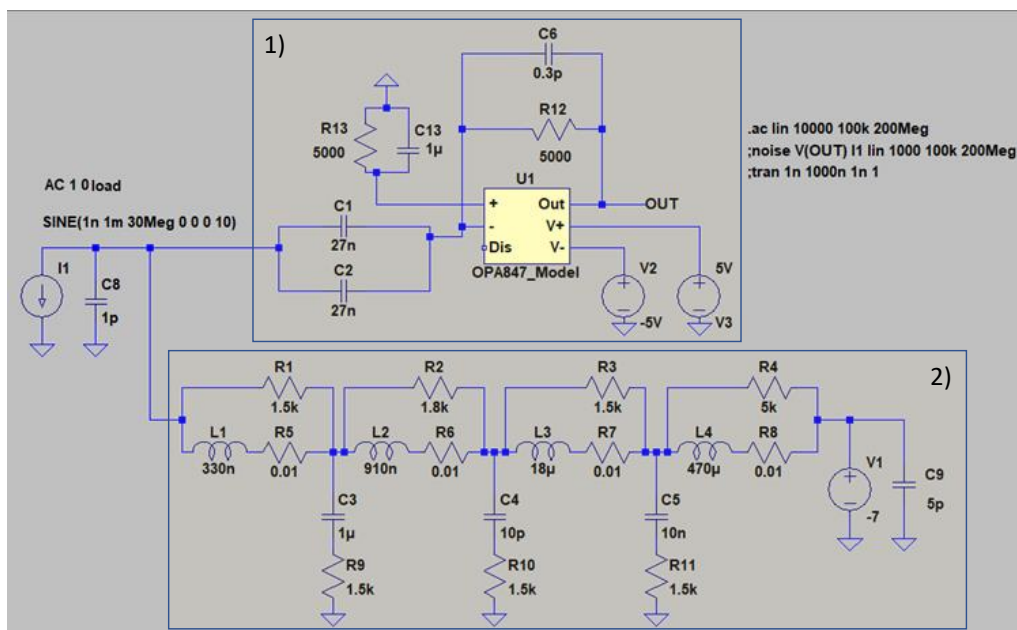 1)
C6
0.3p
R12
5000
R13
5000
C13
1µ
U1
+
-
Dis
Out
V+
V-
OPA847_Model
OUT
.ac lin 10000 100k 200Meg
;noise V(OUT) I1 lin 1000 100k 200Meg
;tran 1n 1000n 1n 1
AC 1 0load
SINE(1n 1m 30Meg 0 0 0 10)
C1
27n
C2
27n
I1
C8
1p
V2
-5V
5V
V3
2)
R1
1.5k
R2
1.8k
R3
1.5k
R4
5k
L1
330n
R5
0.01
L2
910n
R6
0.01
L3
18µ
R7
0.01
L4
470µ
R8
0.01
V1
-7
C9
5p
C3
1µ
C4
10p
C5
10n
R9
1.5k
R10
1.5k
R11
1.5k